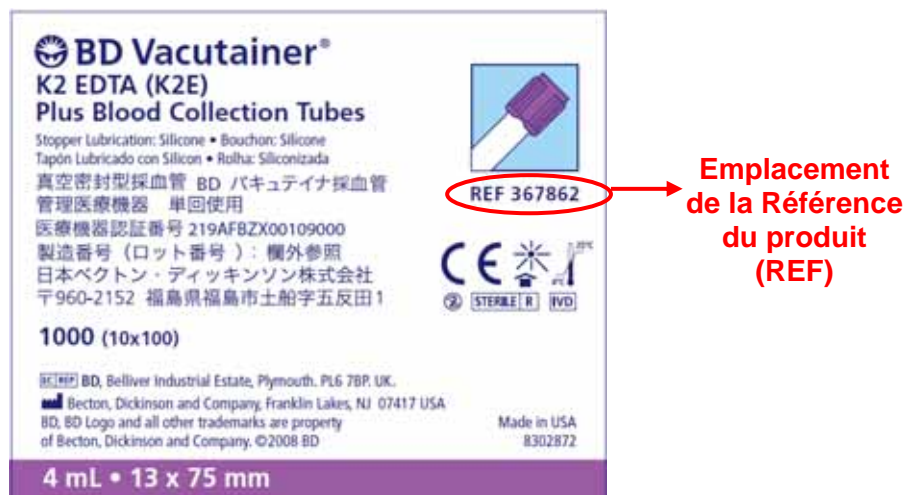 BD Vacutainer®
K2 EDTA (K2E)
Plus Blood Collection Tubes
Stopper Lubrication: Silicone • Bouchon: Silicone
Tapón Lubricado con Silicon • Rolha: Siliconizada
真空密封型採血管 BD バキュテイナ採血管
管理医療機器 単回使用
医療機器認証番号 219AFBZX00109000
製造番号（ロット番号）：欄外参照
日本ベクトン・ディッキンソン株式会社
〒960-2152 福島県福島市土船字五反田1
1000 (10x100)
EC REP BD, Belliver Industrial Estate, Plymouth. PL6 7BP. UK.
Becton, Dickinson and Company, Franklin Lakes, NJ 07417 USA
BD, BD Logo and all other trademarks are property
of Becton, Dickinson and Company. ©2008 BD
4 mL • 13 x 75 mm
REF 367862
CE
25°C
2
STERILE R IVD
Made in USA
8302872
Emplacement
de la Référence
du produit
(REF)